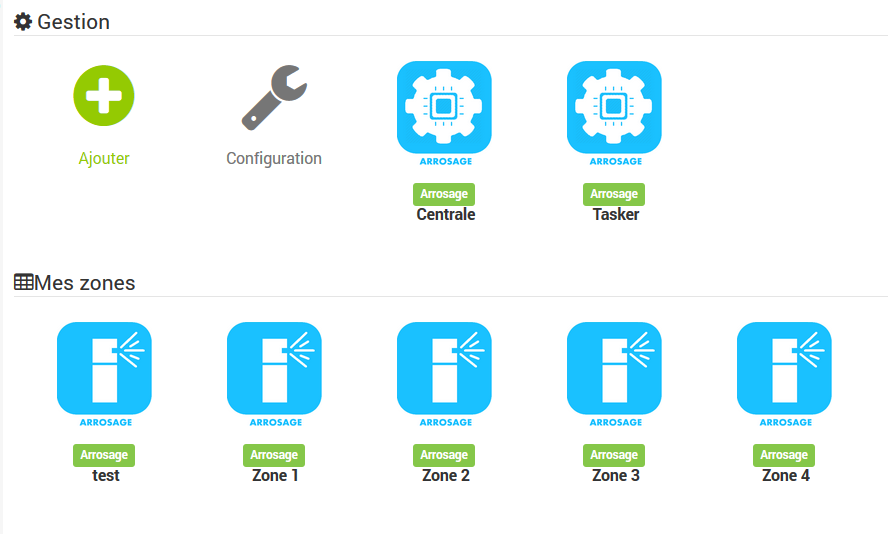 Gestion
Ajouter
Configuration
ARROSAGE
Arrosage
Centrale
ARROSAGE
Arrosage
Tasker
Mes zones
ARROSAGE
Arrosage
test
ARROSAGE
Arrosage
Zone 1
ARROSAGE
Arrosage
Zone 2
ARROSAGE
Arrosage
Zone 3
ARROSAGE
Arrosage
Zone 4